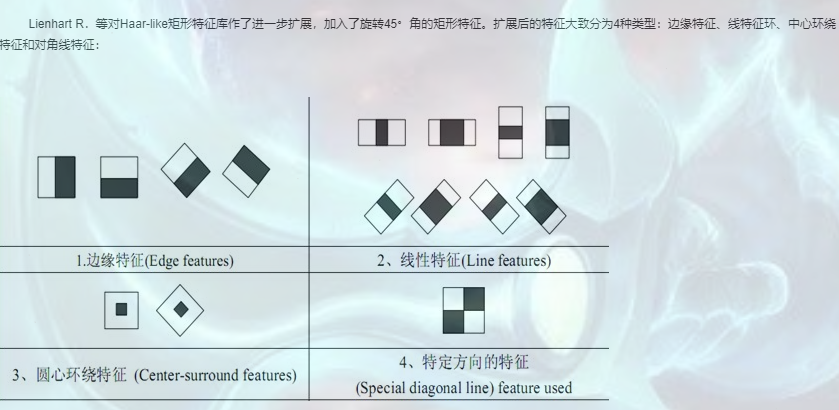 Lienhart R．等对Haar-like矩形特征库作了进一步扩展，加入了旋转45°角的矩形特征。扩展后的特征大致分为4种类型：边缘特征、线特征环、中心环绕
特征和对角线特征：
1.边缘特征(Edge features)
2、线性特征(Line features)
3、圆心环绕特征 (Center-surround features)
4、特定方向的特征
(Special diagonal line) feature used